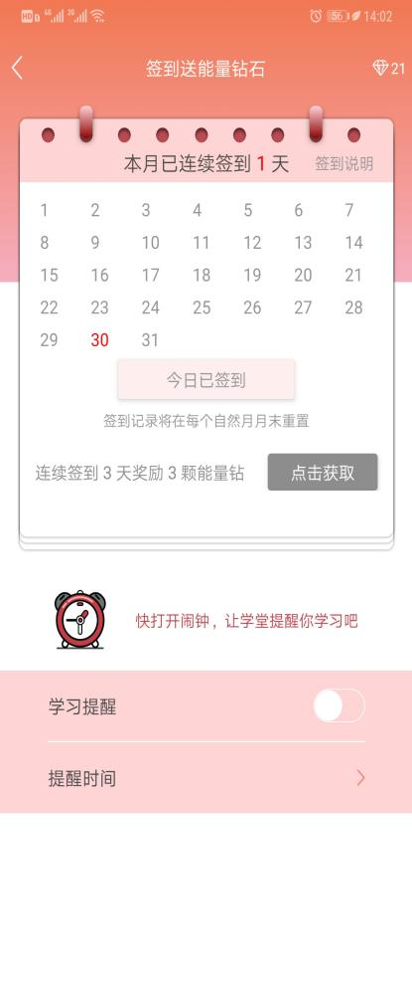 HD 46 2G 56 14:02
签到送能量钻石 21
本月已连续签到 1 天 签到说明
1 2 3 4 5 6 7
8 9 10 11 12 13 14
15 16 17 18 19 20 21
22 23 24 25 26 27 28
29 30 31
今日已签到
签到记录将在每个自然月月末重置
连续签到 3 天奖励 3 颗能量钻 点击获取
快打开闹钟，让学堂提醒你学习吧
学习提醒
提醒时间